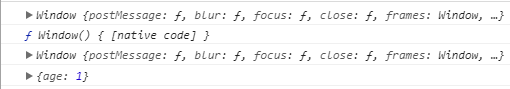 ▶Window {postMessage: ƒ, blur: ƒ, focus: ƒ, close: ƒ, frames: Window, …}
ƒ Window() { [native code] }
▶Window {postMessage: ƒ, blur: ƒ, focus: ƒ, close: ƒ, frames: Window, …}
▶{age: 1}